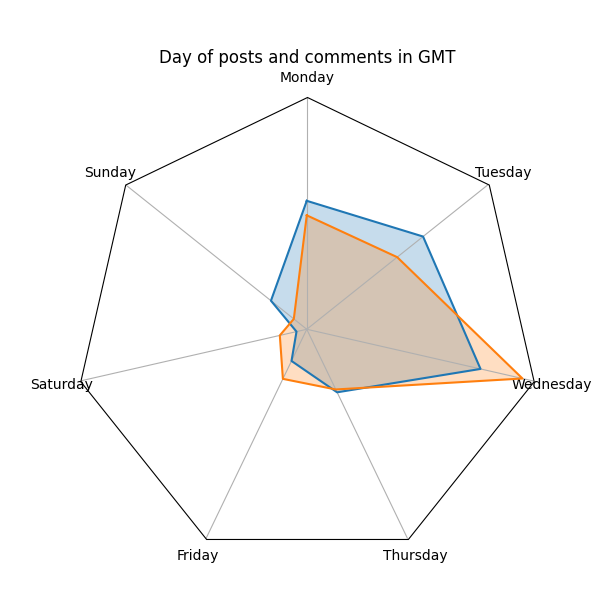 Day of posts and comments in GMT
Monday
Sunday
Tuesday
Saturday
Wednesday
Friday
Thursday